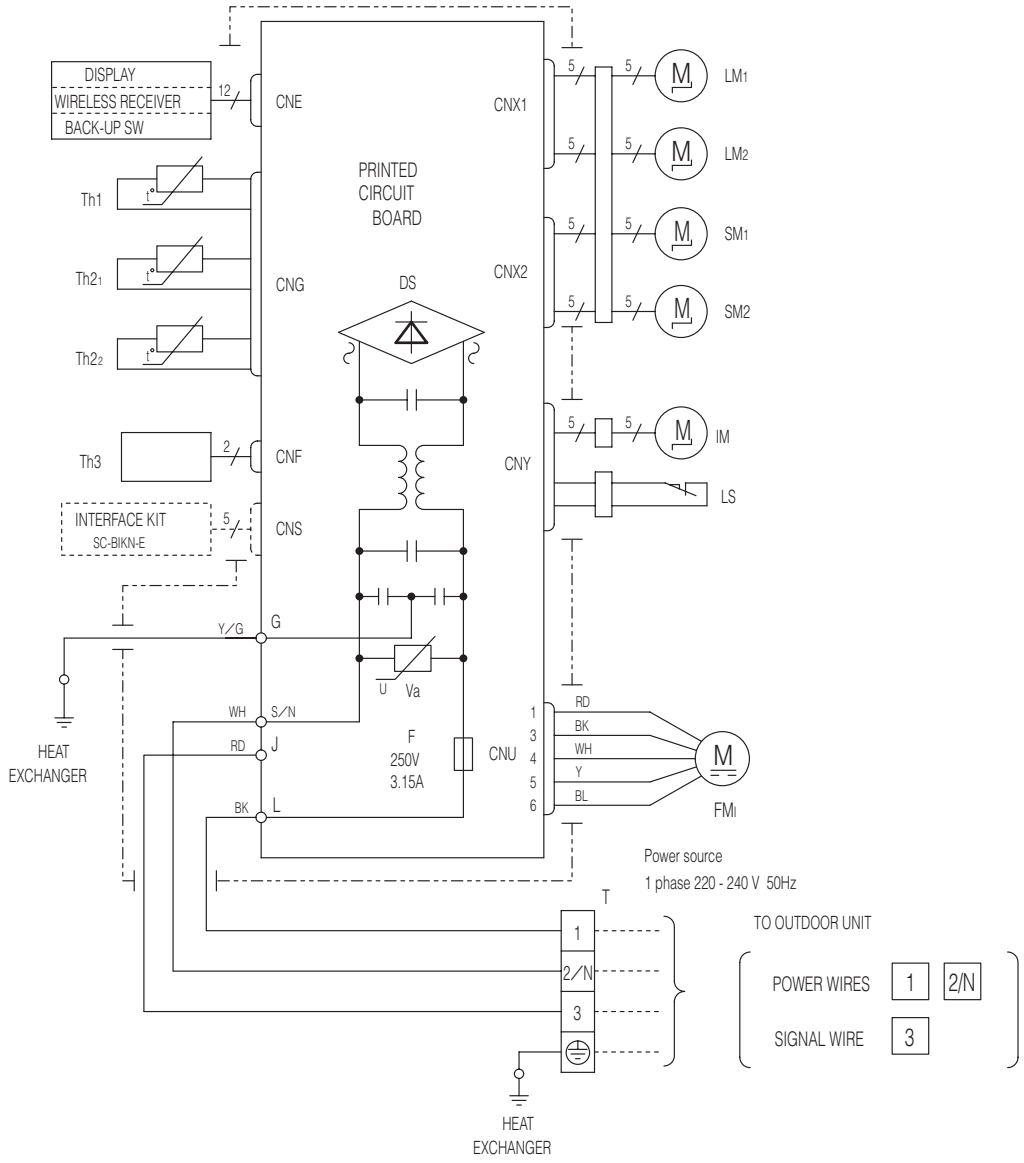 DISPLAY
WIRELESS RECEIVER
BACK-UP SW
12
CNE
Th1
t°
Th2₁
t°
Th2₂
t°
CNG
Th3
2
CNF
INTERFACE KIT
SC-BIKN-E
5
CNS
PRINTED
CIRCUIT
BOARD
DS
CNX1
5
5
M
LM1
5
5
M
LM2
CNX2
5
5
M
SM1
5
5
M
SM2
CNY
5
5
M
IM
LS
Y/G
G
HEAT
EXCHANGER
U
Va
WH
S/N
RD
J
BK
L
F
250V
3.15A
CNU
1
RD
3
BK
4
WH
5
Y
6
BL
M
FMI
Power source
1 phase 220 - 240 V 50Hz
T
1
2/N
3
HEAT
EXCHANGER
TO OUTDOOR UNIT
POWER WIRES 1 2/N
SIGNAL WIRE 3